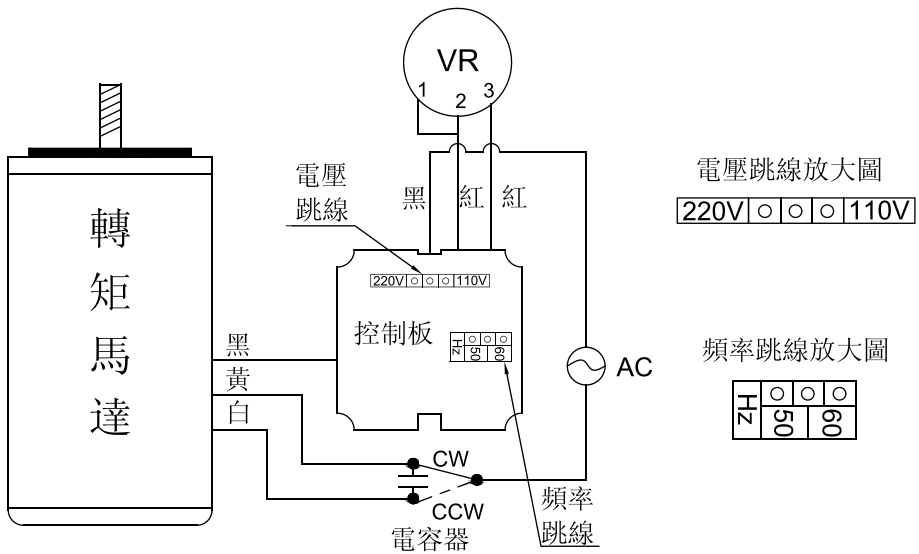 VR
1
2
3
電壓
跳線
黑
紅
紅
電壓跳線放大圖
220V
110V
轉
矩
馬
達
220V
110V
控制板
Hz
50
60
黑
黃
白
AC
頻率跳線放大圖
Hz
50
60
CW
CCW
電容器
頻率
跳線